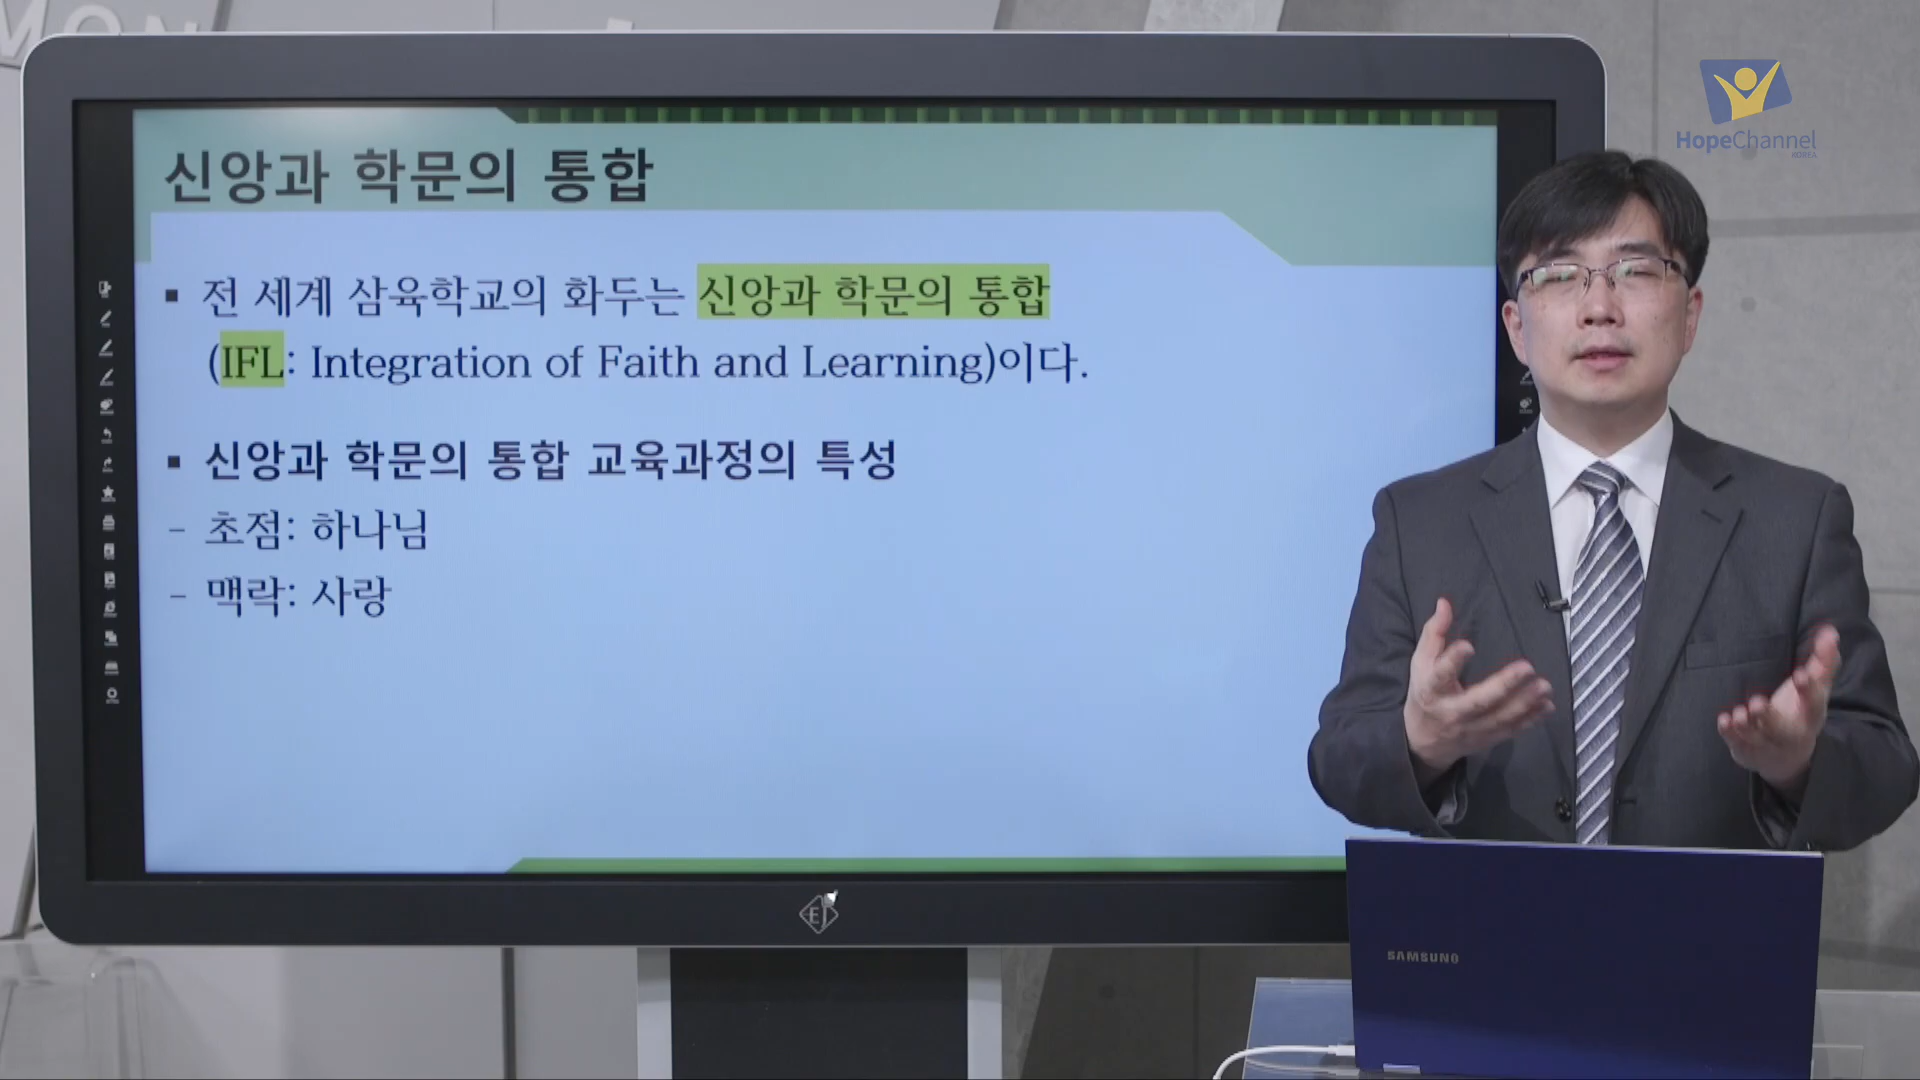 MON
HopeChannel
KOREA
신앙과 학문의 통합
▪ 전 세계 삼육학교의 화두는 신앙과 학문의 통합
(IFL: Integration of Faith and Learning)이다.
▪ 신앙과 학문의 통합 교육과정의 특성
- 초점: 하나님
- 맥락: 사랑
EJ
SAMSUNG